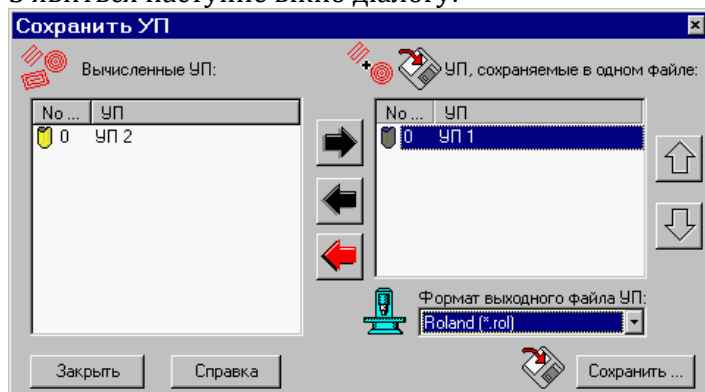 З'явиться наступне вікно діалогу:
Сохранить УП
Вычисленные УП:
УП, сохраняемые в одном файле:
No ... УП
0 УП 2
No ... УП
0 УП 1
Формат выходного файла УП:
Roland (*.rol)
Закрыть
Справка
Сохранить ...